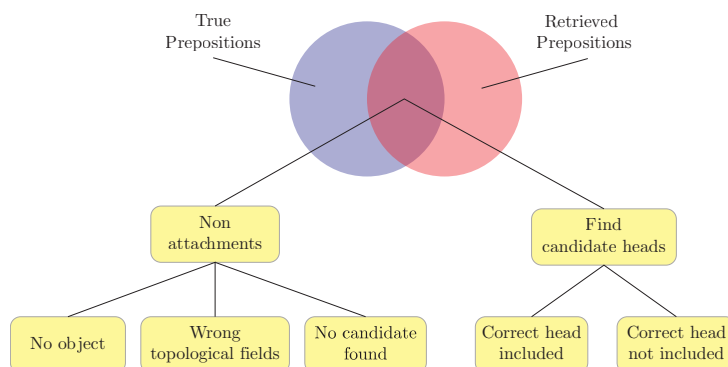 True
Prepositions
Retrieved
Prepositions
Non
attachments
Find
candidate heads
No object
Wrong
topological fields
No candidate
found
Correct head
included
Correct head
not included